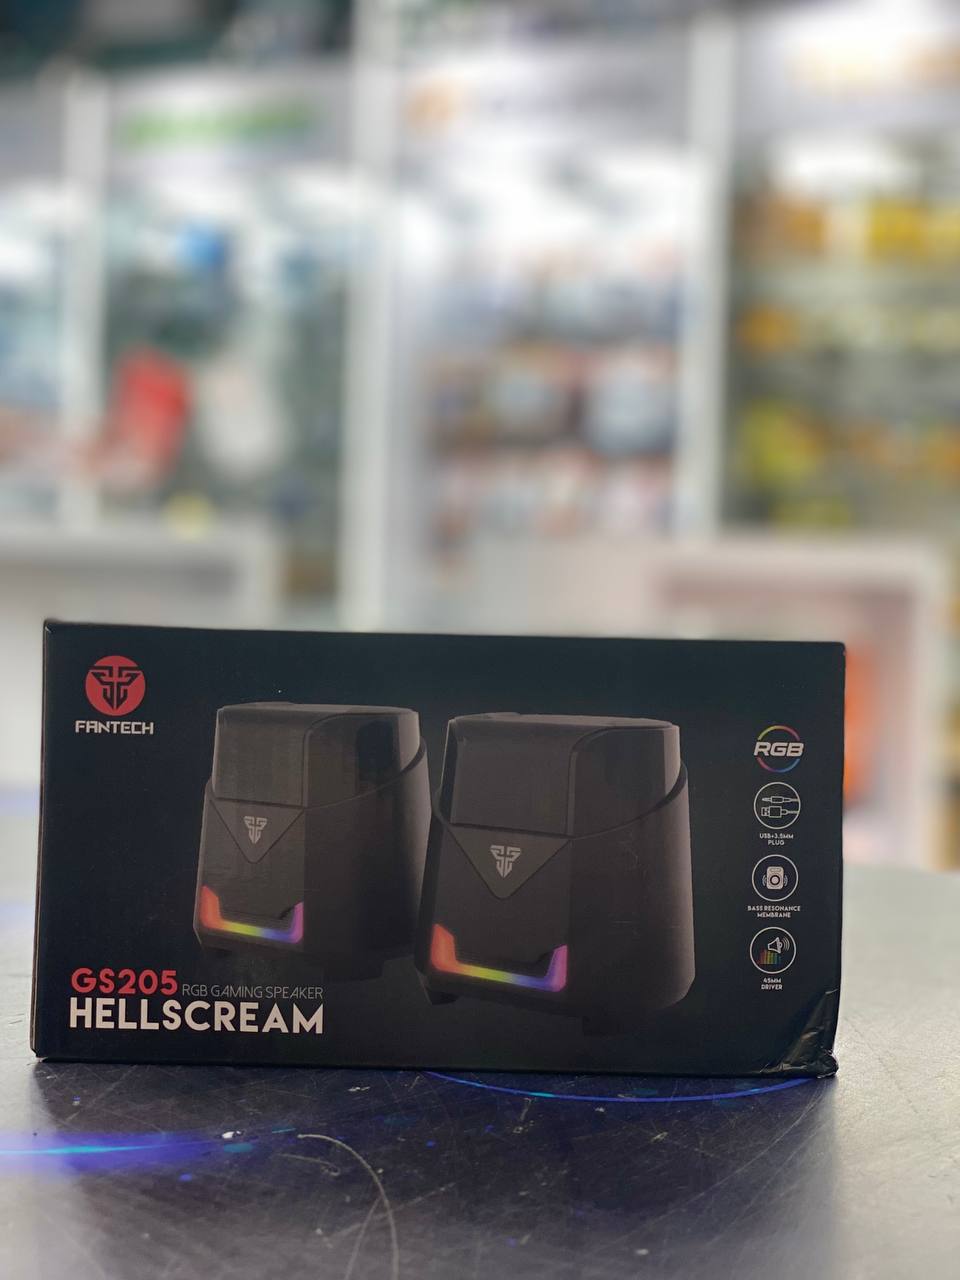 FANTECH
RGB
USB+3.5MM
PLUG
BASS RESONANCE
MEMBRANE
45MM
DRIVER
GS205 RGB GAMING SPEAKER
HELLSCREAM